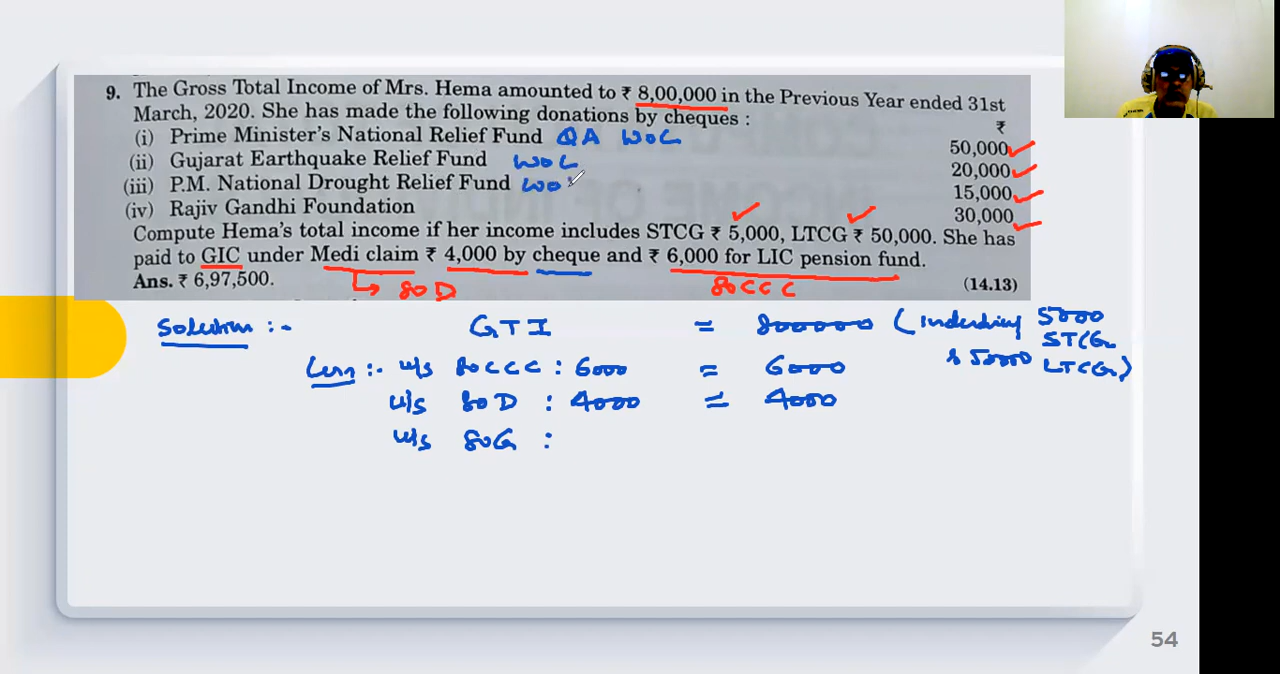 9. The Gross Total Income of Mrs. Hema amounted to ₹ 8,00,000 in the Previous Year ended 31st
March, 2020. She has made the following donations by cheques :
₹
(i) Prime Minister's National Relief Fund QA WOC 50,000
(ii) Gujarat Earthquake Relief Fund WOC 20,000
(iii) P.M. National Drought Relief Fund WO 15,000
(iv) Rajiv Gandhi Foundation 30,000
Compute Hema's total income if her income includes STCG ₹ 5,000, LTCG ₹ 50,000. She has
paid to GIC under Medi claim ₹ 4,000 by cheque and ₹ 6,000 for LIC pension fund.
Ans. ₹ 6,97,500. (14.13)
80D 80CCC
Solution :- GTI = 800000 (Including 5000
STCG
& 50000 LTCG)
Less :- u/s 80CCC : 6000 = 6000
u/s 80D : 4000 = 4000
u/s 80G :
54